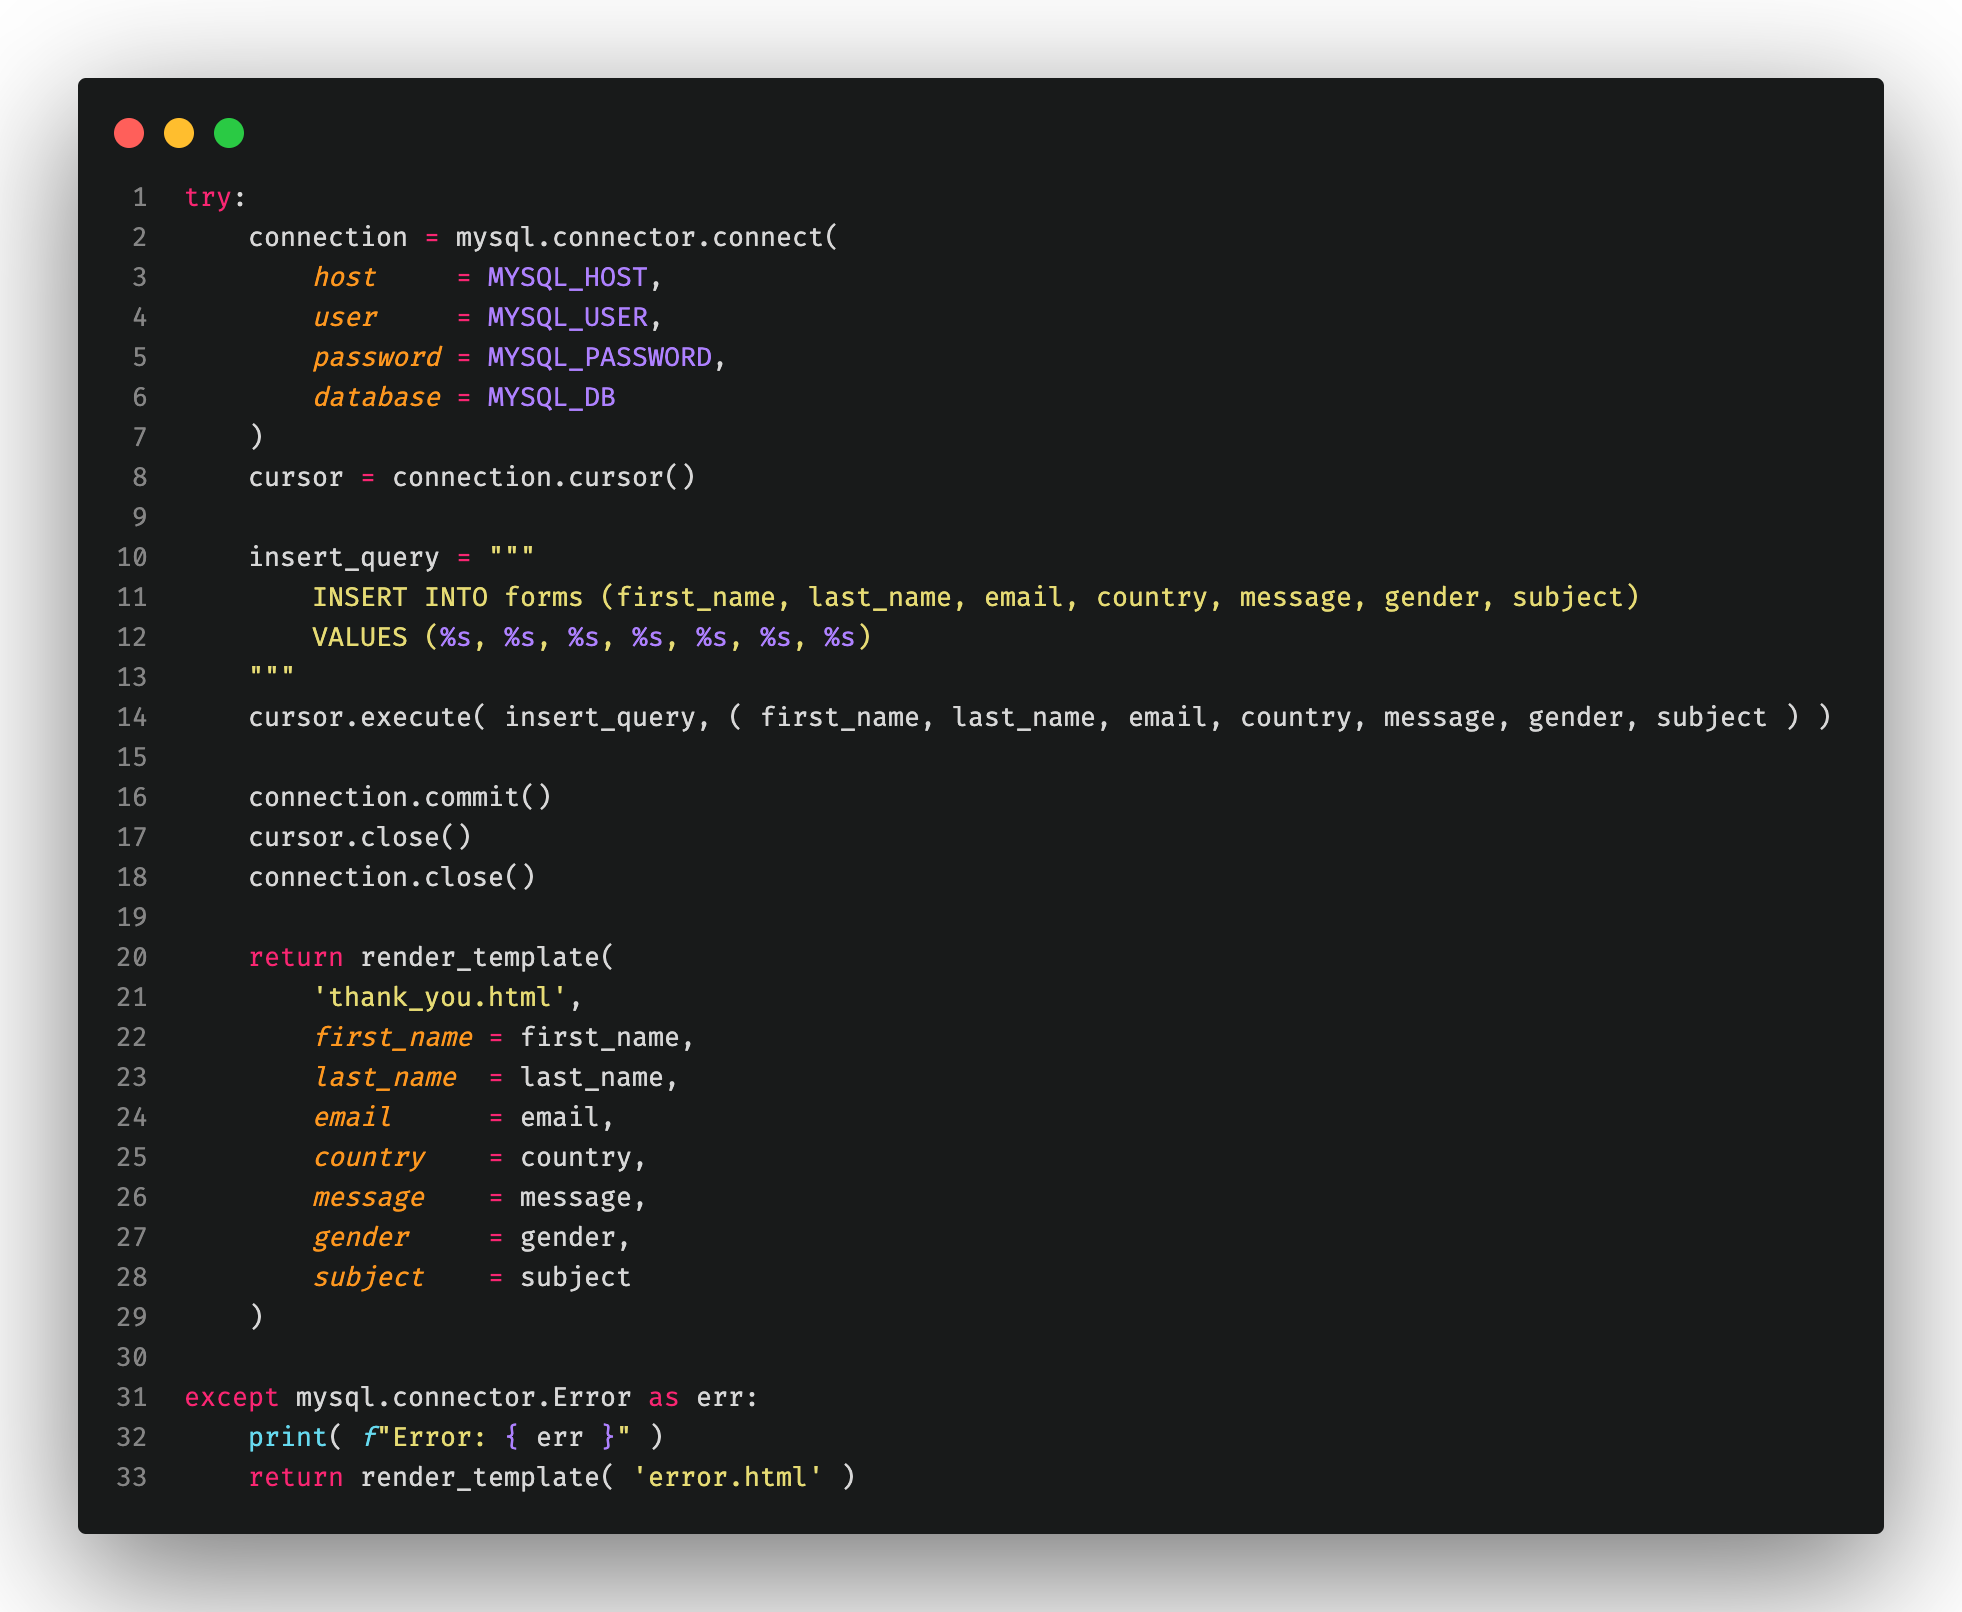 1 try:
2     connection = mysql.connector.connect(
3         host     = MYSQL_HOST,
4         user     = MYSQL_USER,
5         password = MYSQL_PASSWORD,
6         database = MYSQL_DB
7     )
8     cursor = connection.cursor()
9
10     insert_query = """
11         INSERT INTO forms (first_name, last_name, email, country, message, gender, subject)
12         VALUES (%s, %s, %s, %s, %s, %s, %s)
13     """
14     cursor.execute( insert_query, ( first_name, last_name, email, country, message, gender, subject ) )
15
16     connection.commit()
17     cursor.close()
18     connection.close()
19
20     return render_template(
21         'thank_you.html',
22         first_name = first_name,
23         last_name  = last_name,
24         email      = email,
25         country    = country,
26         message    = message,
27         gender     = gender,
28         subject    = subject
29     )
30
31 except mysql.connector.Error as err:
32     print( f"Error: { err }" )
33     return render_template( 'error.html' )